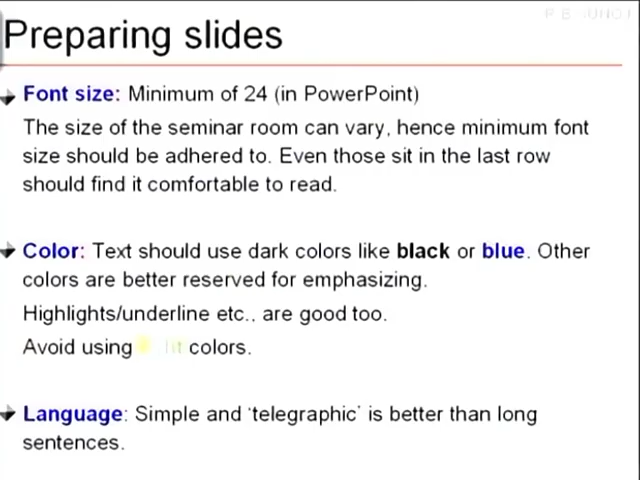 Preparing slides
Font size: Minimum of 24 (in PowerPoint)
The size of the seminar room can vary, hence minimum font
size should be adhered to. Even those sit in the last row
should find it comfortable to read.
Color: Text should use dark colors like black or blue. Other
colors are better reserved for emphasizing.
Highlights/underline etc., are good too.
Avoid using colors.
Language: Simple and 'telegraphic' is better than long
sentences.